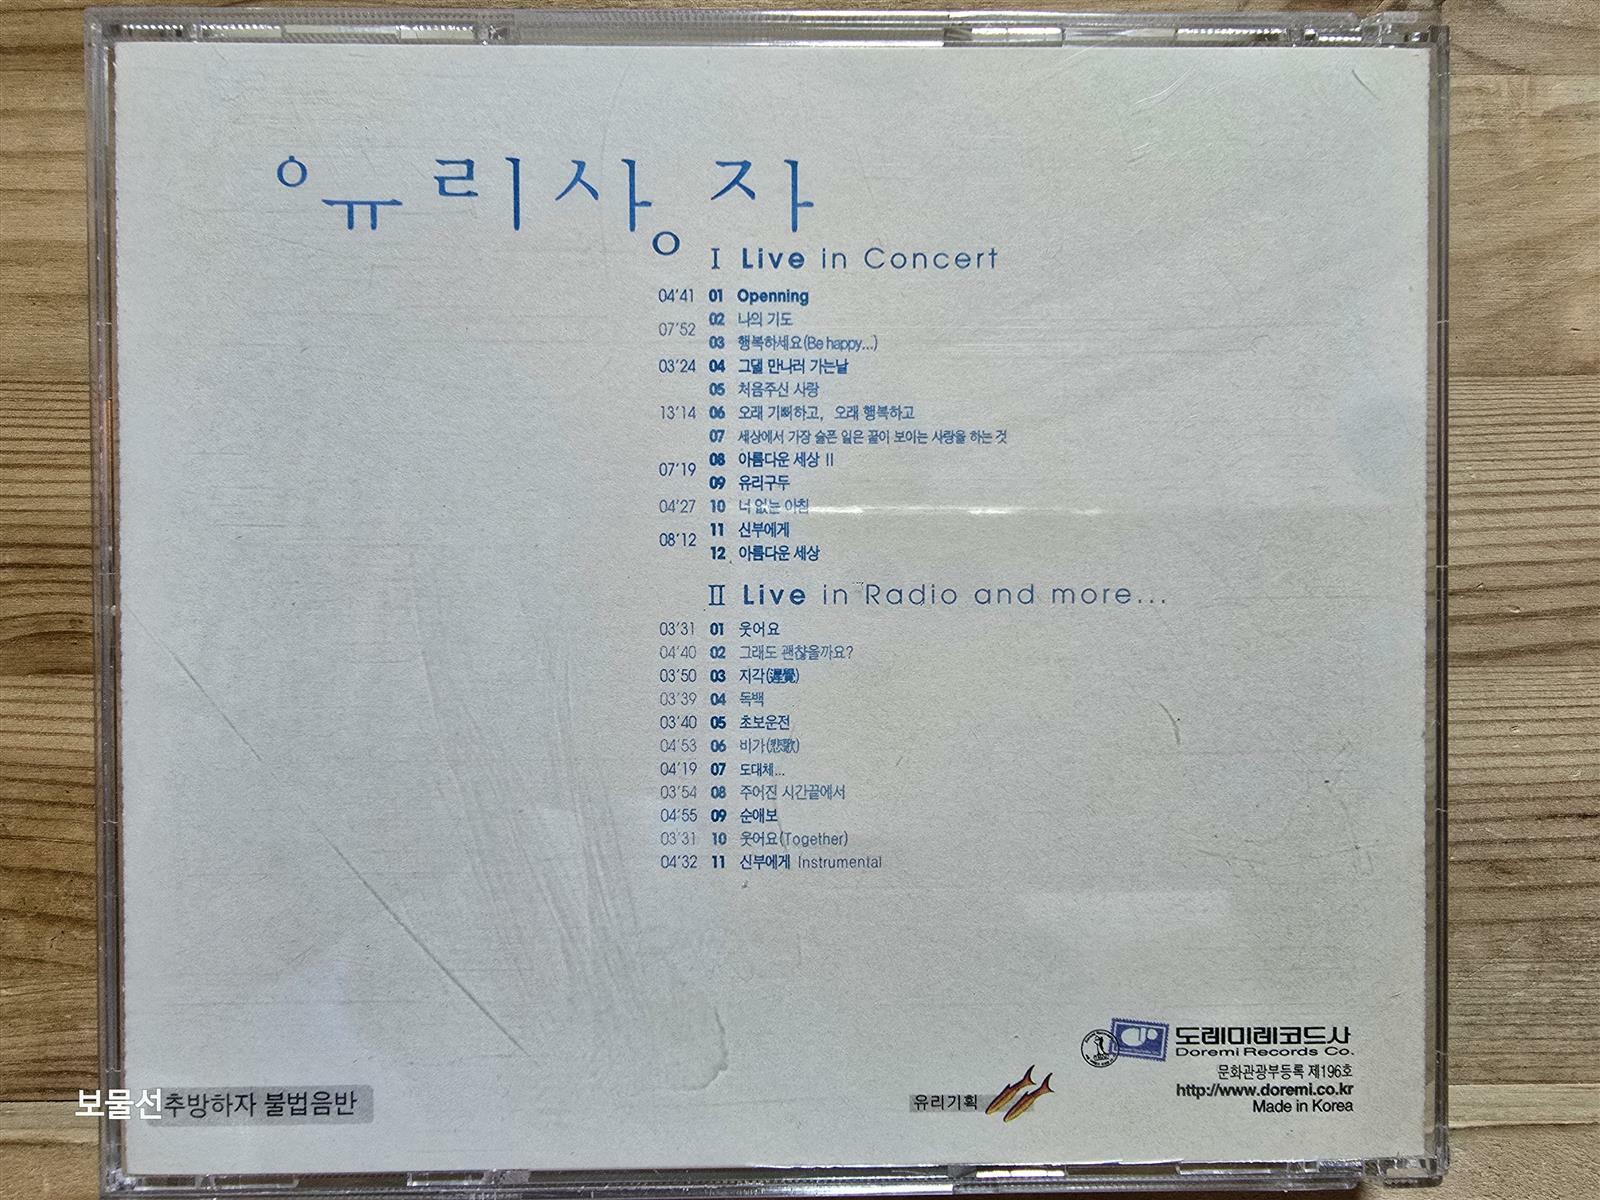 유리상자
I Live in Concert
04'41 01 Openning
02 나의 기도
07'52
03 행복하세요(Be happy...)
03'24 04 그댈 만나러 가는날
05 처음주신 사랑
13'14 06 오래 기뻐하고, 오래 행복하고
07 세상에서 가장 슬픈 일은 끝이 보이는 사랑을 하는 것
08 아름다운 세상 II
07'19
09 유리구두
04'27 10 너 없는 아침
11 신부에게
08'12
12 아름다운 세상
II Live in Radio and more...
03'31 01 웃어요
04'40 02 그래도 괜찮을까요?
03'50 03 지각(遲覺)
03'39 04 독백
03'40 05 초보운전
04'53 06 비가(悲歌)
04'19 07 도대체...
03'54 08 주어진 시간끝에서
04'55 09 순애보
03'31 10 웃어요(Together)
04'32 11 신부에게 Instrumental
도레미레코드사
Doremi Records Co.
문화관광부등록 제196호
http://www.doremi.co.kr
Made in Korea
유리기획
보물선
추방하자 불법음반